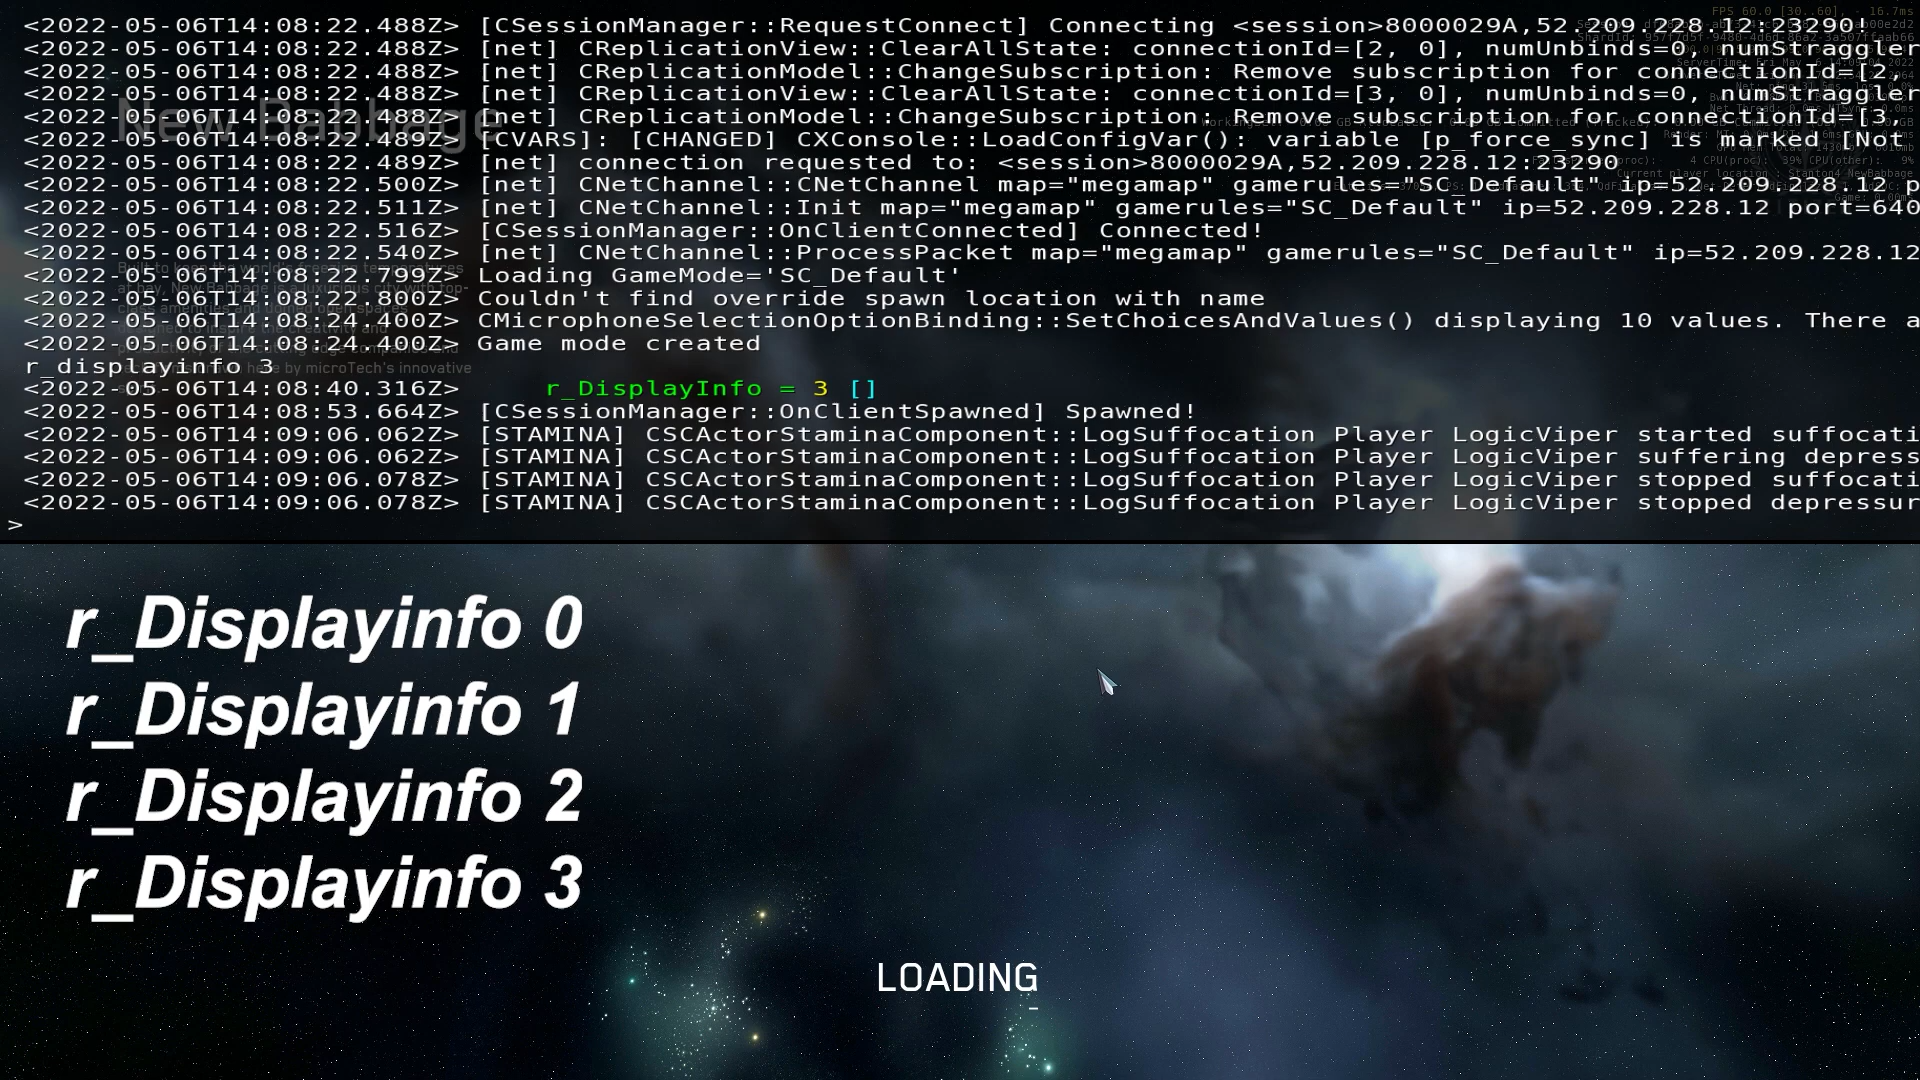 <2022-05-06T14:08:22.488Z> [CSessionManager::RequestConnect] Connecting <session>8000029A,52.209.228.12:23290!
<2022-05-06T14:08:22.488Z> [net] CReplicationView::ClearAllState: connectionId=[2, 0], numUnbinds=0, numStraggler
<2022-05-06T14:08:22.488Z> [net] CReplicationModel::ChangeSubscription: Remove subscription for connectionId=[2,
<2022-05-06T14:08:22.488Z> [net] CReplicationView::ClearAllState: connectionId=[3, 0], numUnbinds=0, numStraggler
<2022-05-06T14:08:22.488Z> [net] CReplicationModel::ChangeSubscription: Remove subscription for connectionId=[3,
<2022-05-06T14:08:22.489Z> [CVARS]: [CHANGED] CXConsole::LoadConfigVar(): variable [p_force_sync] is marked [Not
<2022-05-06T14:08:22.489Z> [net] connection requested to: <session>8000029A,52.209.228.12:23290
<2022-05-06T14:08:22.500Z> [net] CNetChannel::CNetChannel map="megamap" gamerules="SC_Default" ip=52.209.228.12 p
<2022-05-06T14:08:22.511Z> [net] CNetChannel::Init map="megamap" gamerules="SC_Default" ip=52.209.228.12 port=640
<2022-05-06T14:08:22.516Z> [CSessionManager::OnClientConnected] Connected!
<2022-05-06T14:08:22.540Z> [net] CNetChannel::ProcessPacket map="megamap" gamerules="SC_Default" ip=52.209.228.12
<2022-05-06T14:08:22.799Z> Loading GameMode='SC_Default'
<2022-05-06T14:08:22.800Z> Couldn't find override spawn location with name
<2022-05-06T14:08:24.400Z> CMicrophoneSelectionOptionBinding::SetChoicesAndValues() displaying 10 values. There a
<2022-05-06T14:08:24.400Z> Game mode created
r_displayinfo 3
<2022-05-06T14:08:40.316Z> r_DisplayInfo = 3 []
<2022-05-06T14:08:53.664Z> [CSessionManager::OnClientSpawned] Spawned!
<2022-05-06T14:09:06.062Z> [STAMINA] CSCActorStaminaComponent::LogSuffocation Player LogicViper started suffocati
<2022-05-06T14:09:06.062Z> [STAMINA] CSCActorStaminaComponent::LogSuffocation Player LogicViper suffering depress
<2022-05-06T14:09:06.078Z> [STAMINA] CSCActorStaminaComponent::LogSuffocation Player LogicViper stopped suffocati
<2022-05-06T14:09:06.078Z> [STAMINA] CSCActorStaminaComponent::LogSuffocation Player LogicViper stopped depressur
>
New Babbage
r_Displayinfo 0
r_Displayinfo 1
r_Displayinfo 2
r_Displayinfo 3
LOADING